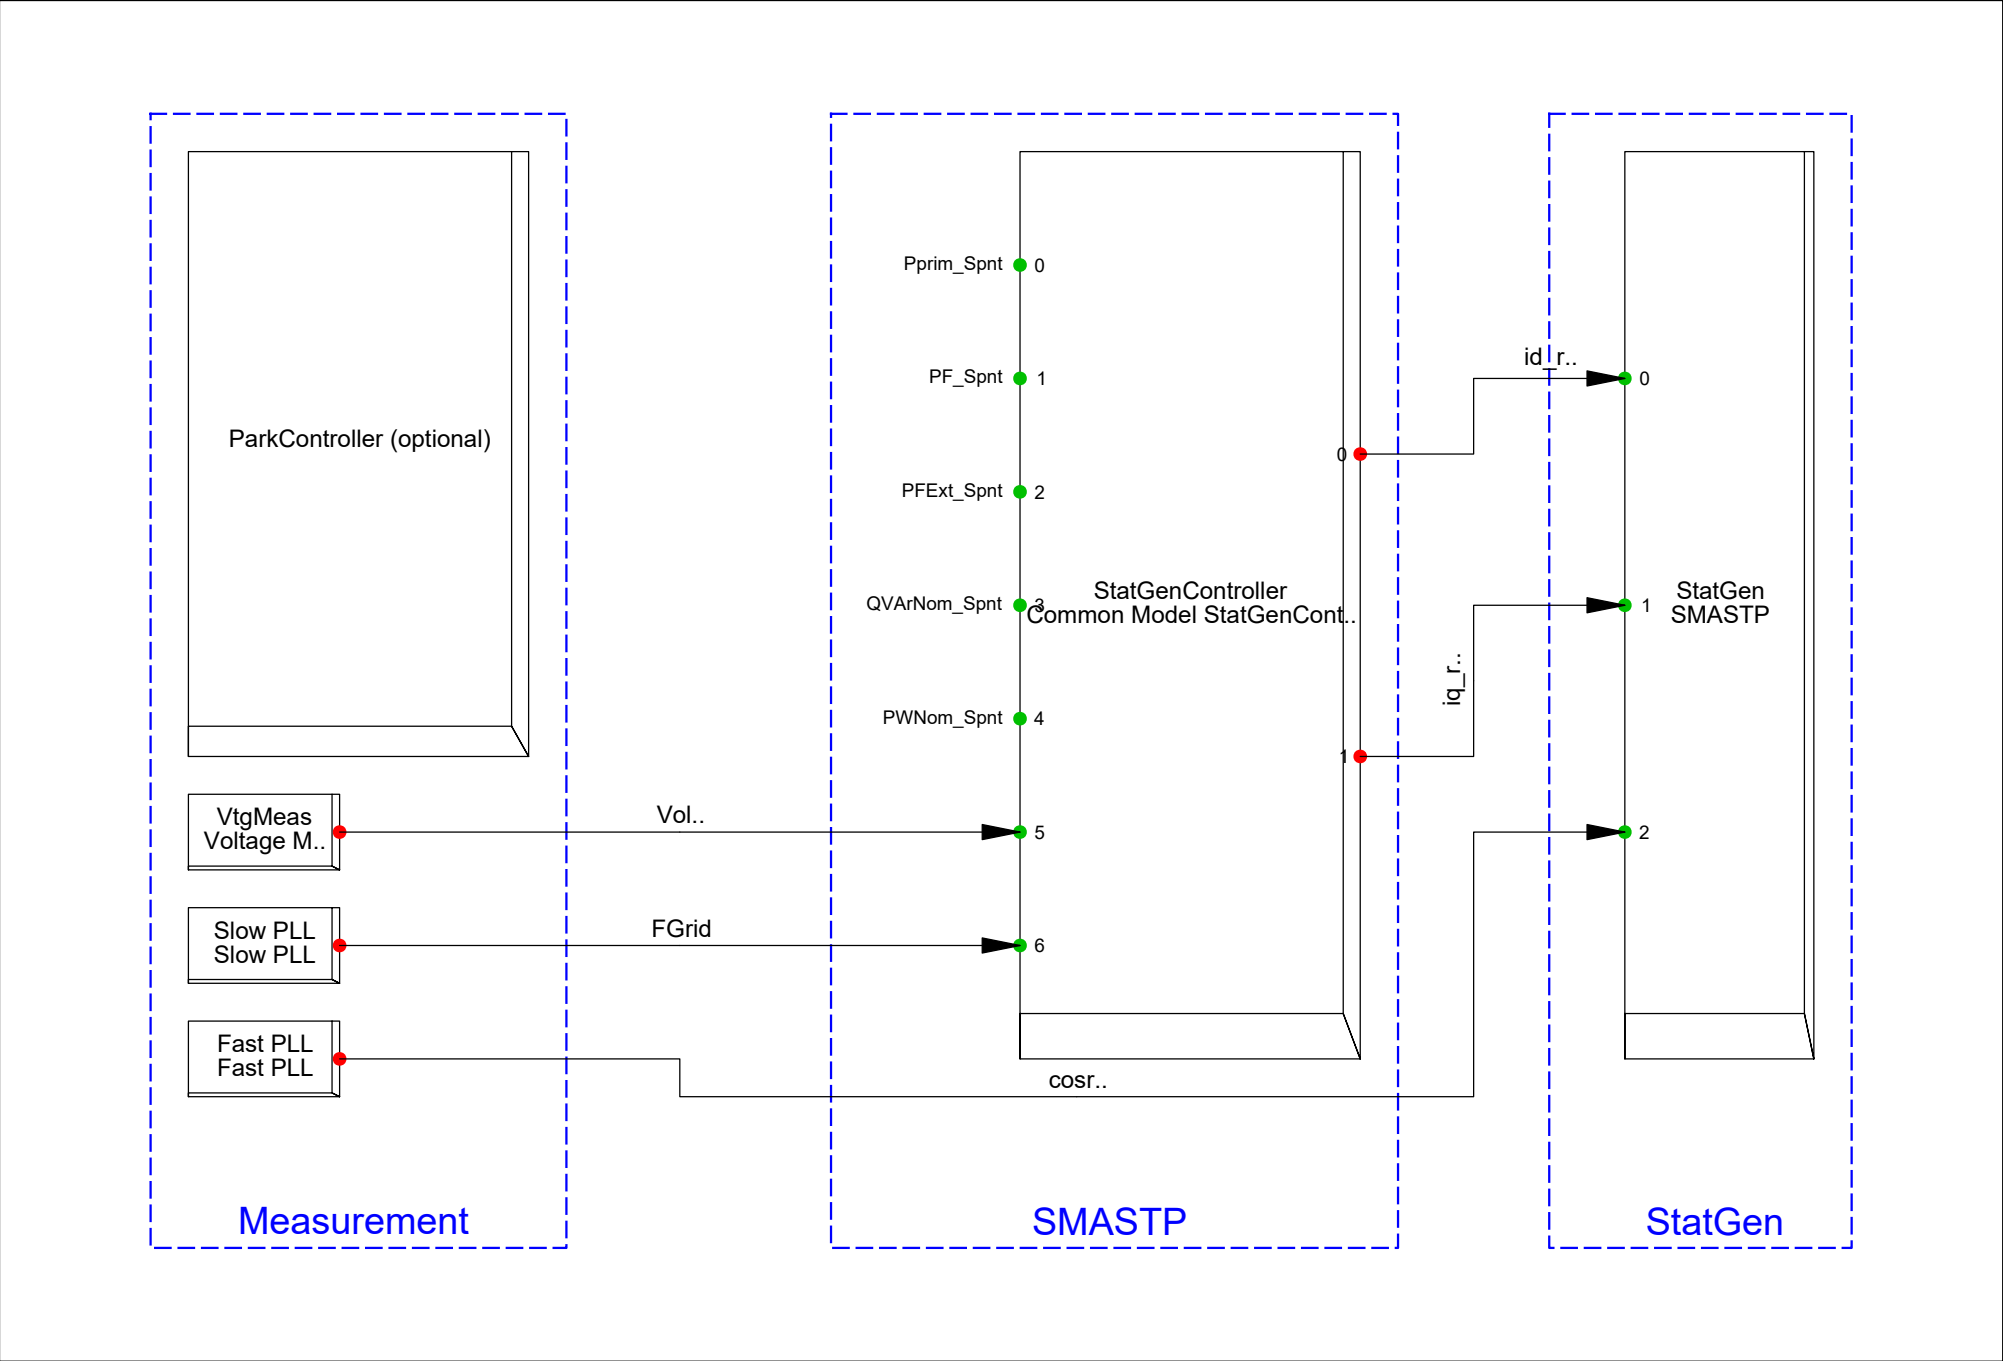 ParkController (optional)
VtgMeas
Voltage M..
Slow PLL
Slow PLL
Fast PLL
Fast PLL
Measurement
Vol..
FGrid
cosr..
Pprim_Spnt
0
PF_Spnt
1
PFExt_Spnt
2
QVArNom_Spnt
3
PWNom_Spnt
4
5
6
StatGenController
Common Model StatGenCont..
0
1
SMASTP
id_r..
iq_r..
0
1
2
StatGen
SMASTP
StatGen